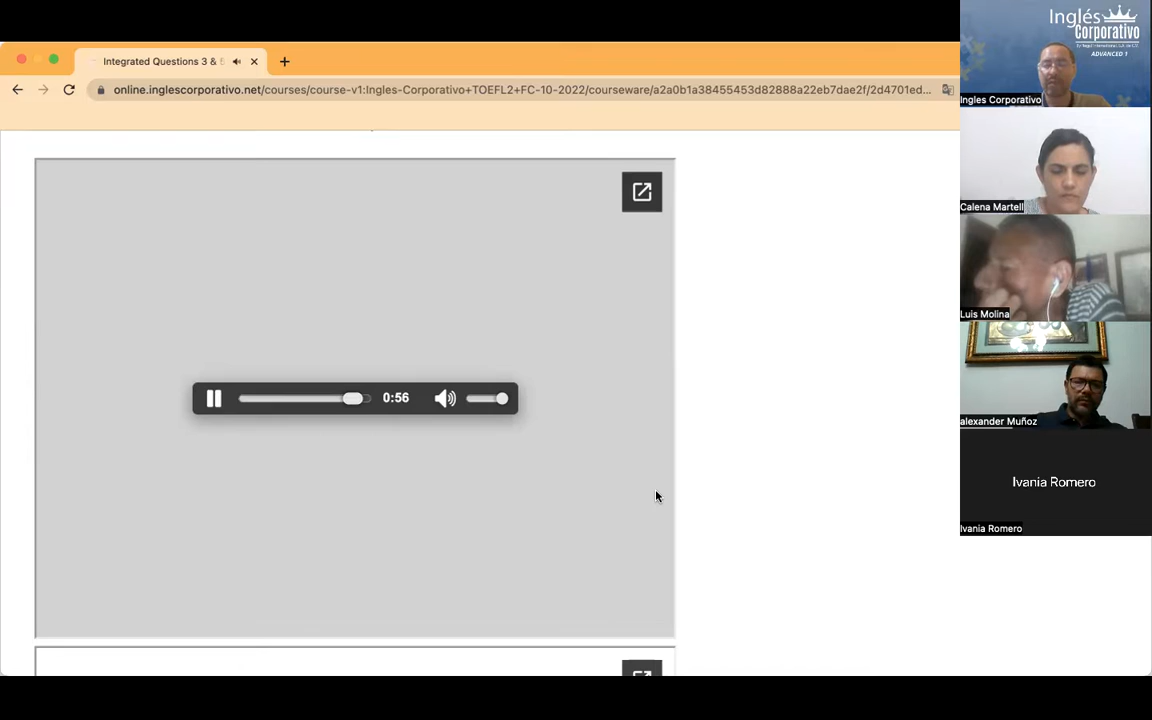 Integrated Questions 3 &
online.inglescorporativo.net/courses/course-v1:Ingles-Corporativo+TOEFL2+FC-10-2022/courseware/a2a0b1a38455453d82888a22eb7dae2f/2d4701ed...
0:56
Inglés
Corporativo
ADVANCED 1
Ingles Corporativo
Calena Martell
Luis Molina
alexander Muñoz
Ivania Romero
Ivania Romero